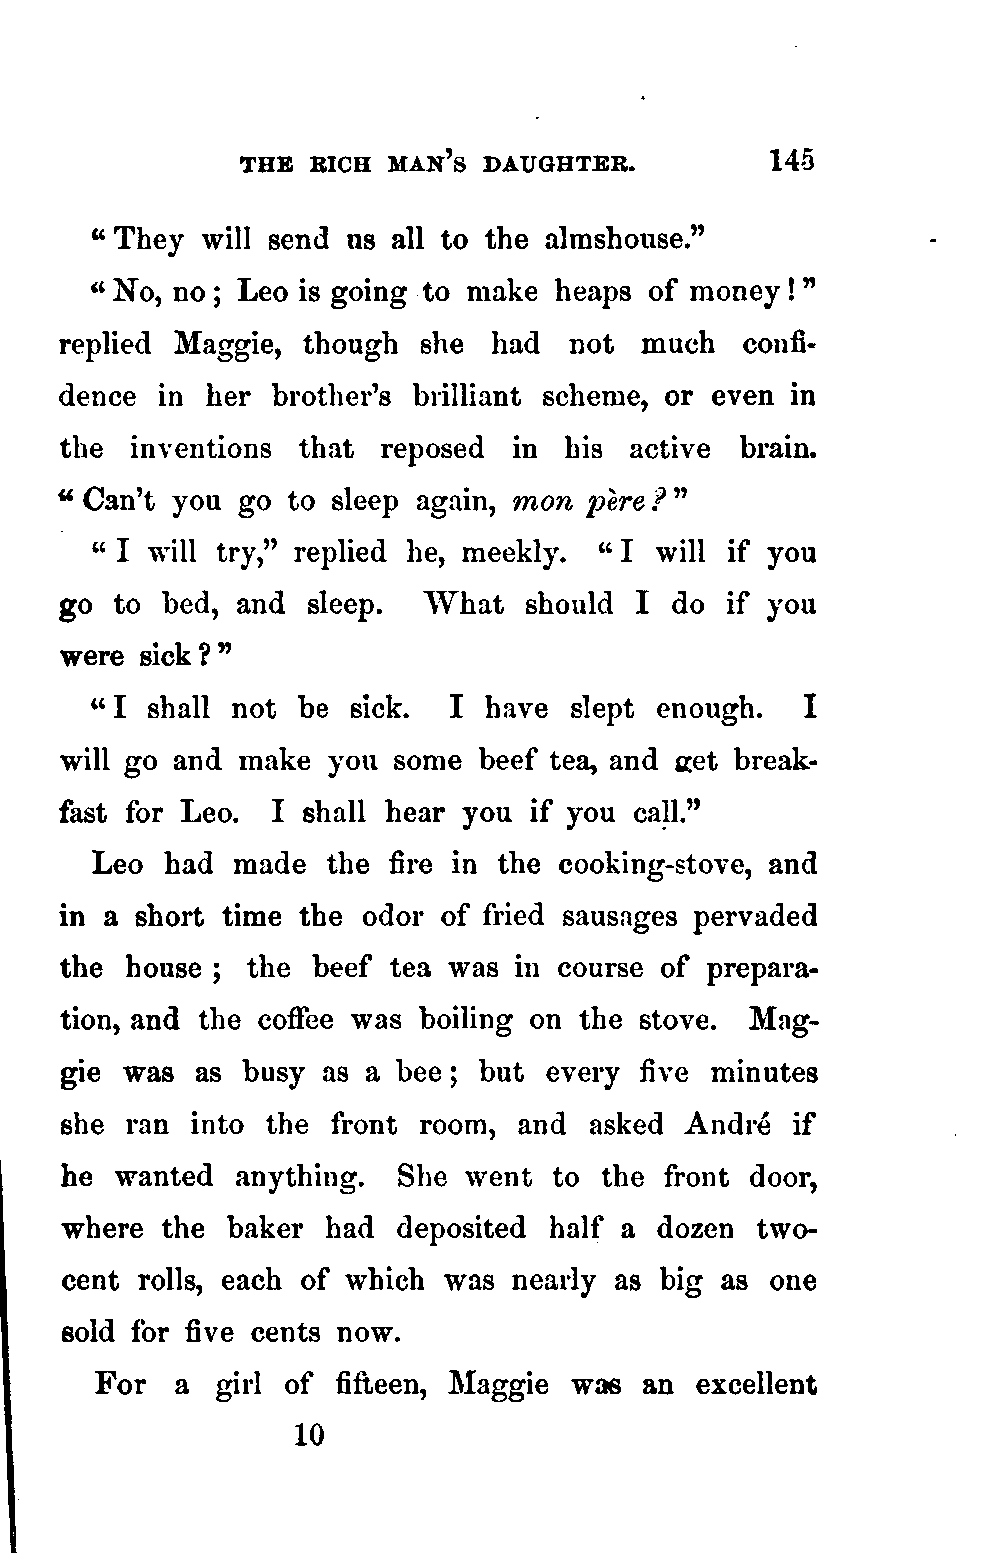 THE RICH MAN'S DAUGHTER. 145
"They will send us all to the almshouse."
"No, no; Leo is going to make heaps of money!"
replied Maggie, though she had not much confi-
dence in her brother's brilliant scheme, or even in
the inventions that reposed in his active brain.
"Can't you go to sleep again, mon père?"
"I will try," replied he, meekly. "I will if you
go to bed, and sleep. What should I do if you
were sick?"
"I shall not be sick. I have slept enough. I
will go and make you some beef tea, and get break-
fast for Leo. I shall hear you if you call."
Leo had made the fire in the cooking-stove, and
in a short time the odor of fried sausages pervaded
the house; the beef tea was in course of prepara-
tion, and the coffee was boiling on the stove. Mag-
gie was as busy as a bee; but every five minutes
she ran into the front room, and asked André if
he wanted anything. She went to the front door,
where the baker had deposited half a dozen two-
cent rolls, each of which was nearly as big as one
sold for five cents now.
For a girl of fifteen, Maggie was an excellent
10